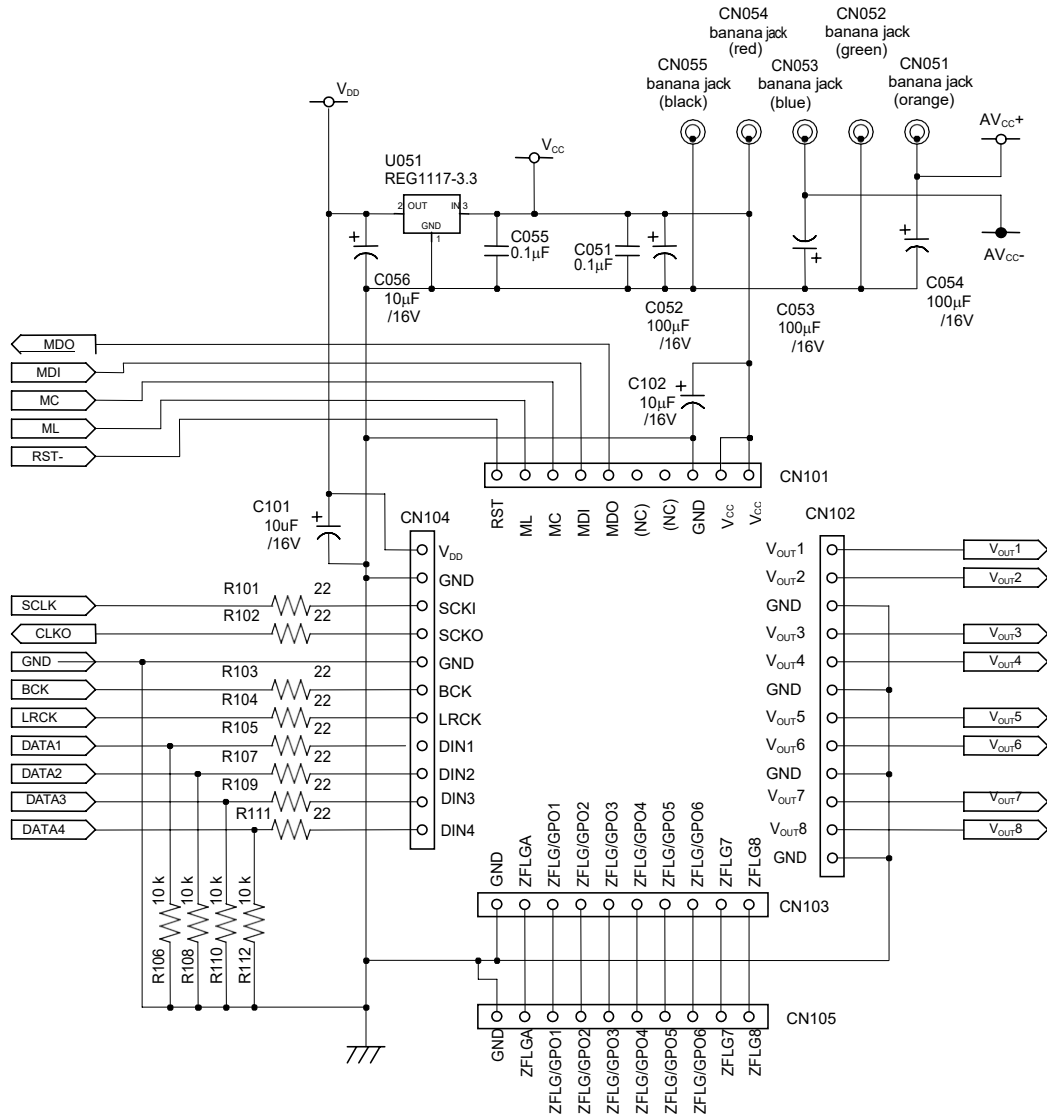 CN054
banana jack
(red)
CN052
banana jack
(green)
CN055
banana jack
(black)
CN053
banana jack
(blue)
CN051
banana jack
(orange)
VDD
VCC
AVCC+
AVCC-
U051
REG1117-3.3
2 OUT IN 3
GND
1
C055
0.1µF
C051
0.1µF
C056
10µF
/16V
C052
100µF
/16V
C053
100µF
/16V
C054
100µF
/16V
MDO
MDI
MC
ML
RST-
C102
10µF
/16V
CN101
RST
ML
MC
MDI
MDO
(NC)
(NC)
GND
VCC
VCC
C101
10uF
/16V
CN104
VDD
GND
SCKI
SCKO
GND
BCK
LRCK
DIN1
DIN2
DIN3
DIN4
SCLK
CLKO
GND
BCK
LRCK
DATA1
DATA2
DATA3
DATA4
R101 22
R102 22
R103 22
R104 22
R105 22
R107 22
R109 22
R111 22
10 k
10 k
10 k
10 k
R106
R108
R110
R112
CN102
VOUT1
VOUT2
GND
VOUT3
VOUT4
GND
VOUT5
VOUT6
GND
VOUT7
VOUT8
GND
VOUT1
VOUT2
VOUT3
VOUT4
VOUT5
VOUT6
VOUT7
VOUT8
GND
ZFLGA
ZFLG/GPO1
ZFLG/GPO2
ZFLG/GPO3
ZFLG/GPO4
ZFLG/GPO5
ZFLG/GPO6
ZFLG7
ZFLG8
CN103
CN105
GND
ZFLGA
ZFLG/GPO1
ZFLG/GPO2
ZFLG/GPO3
ZFLG/GPO4
ZFLG/GPO5
ZFLG/GPO6
ZFLG7
ZFLG8